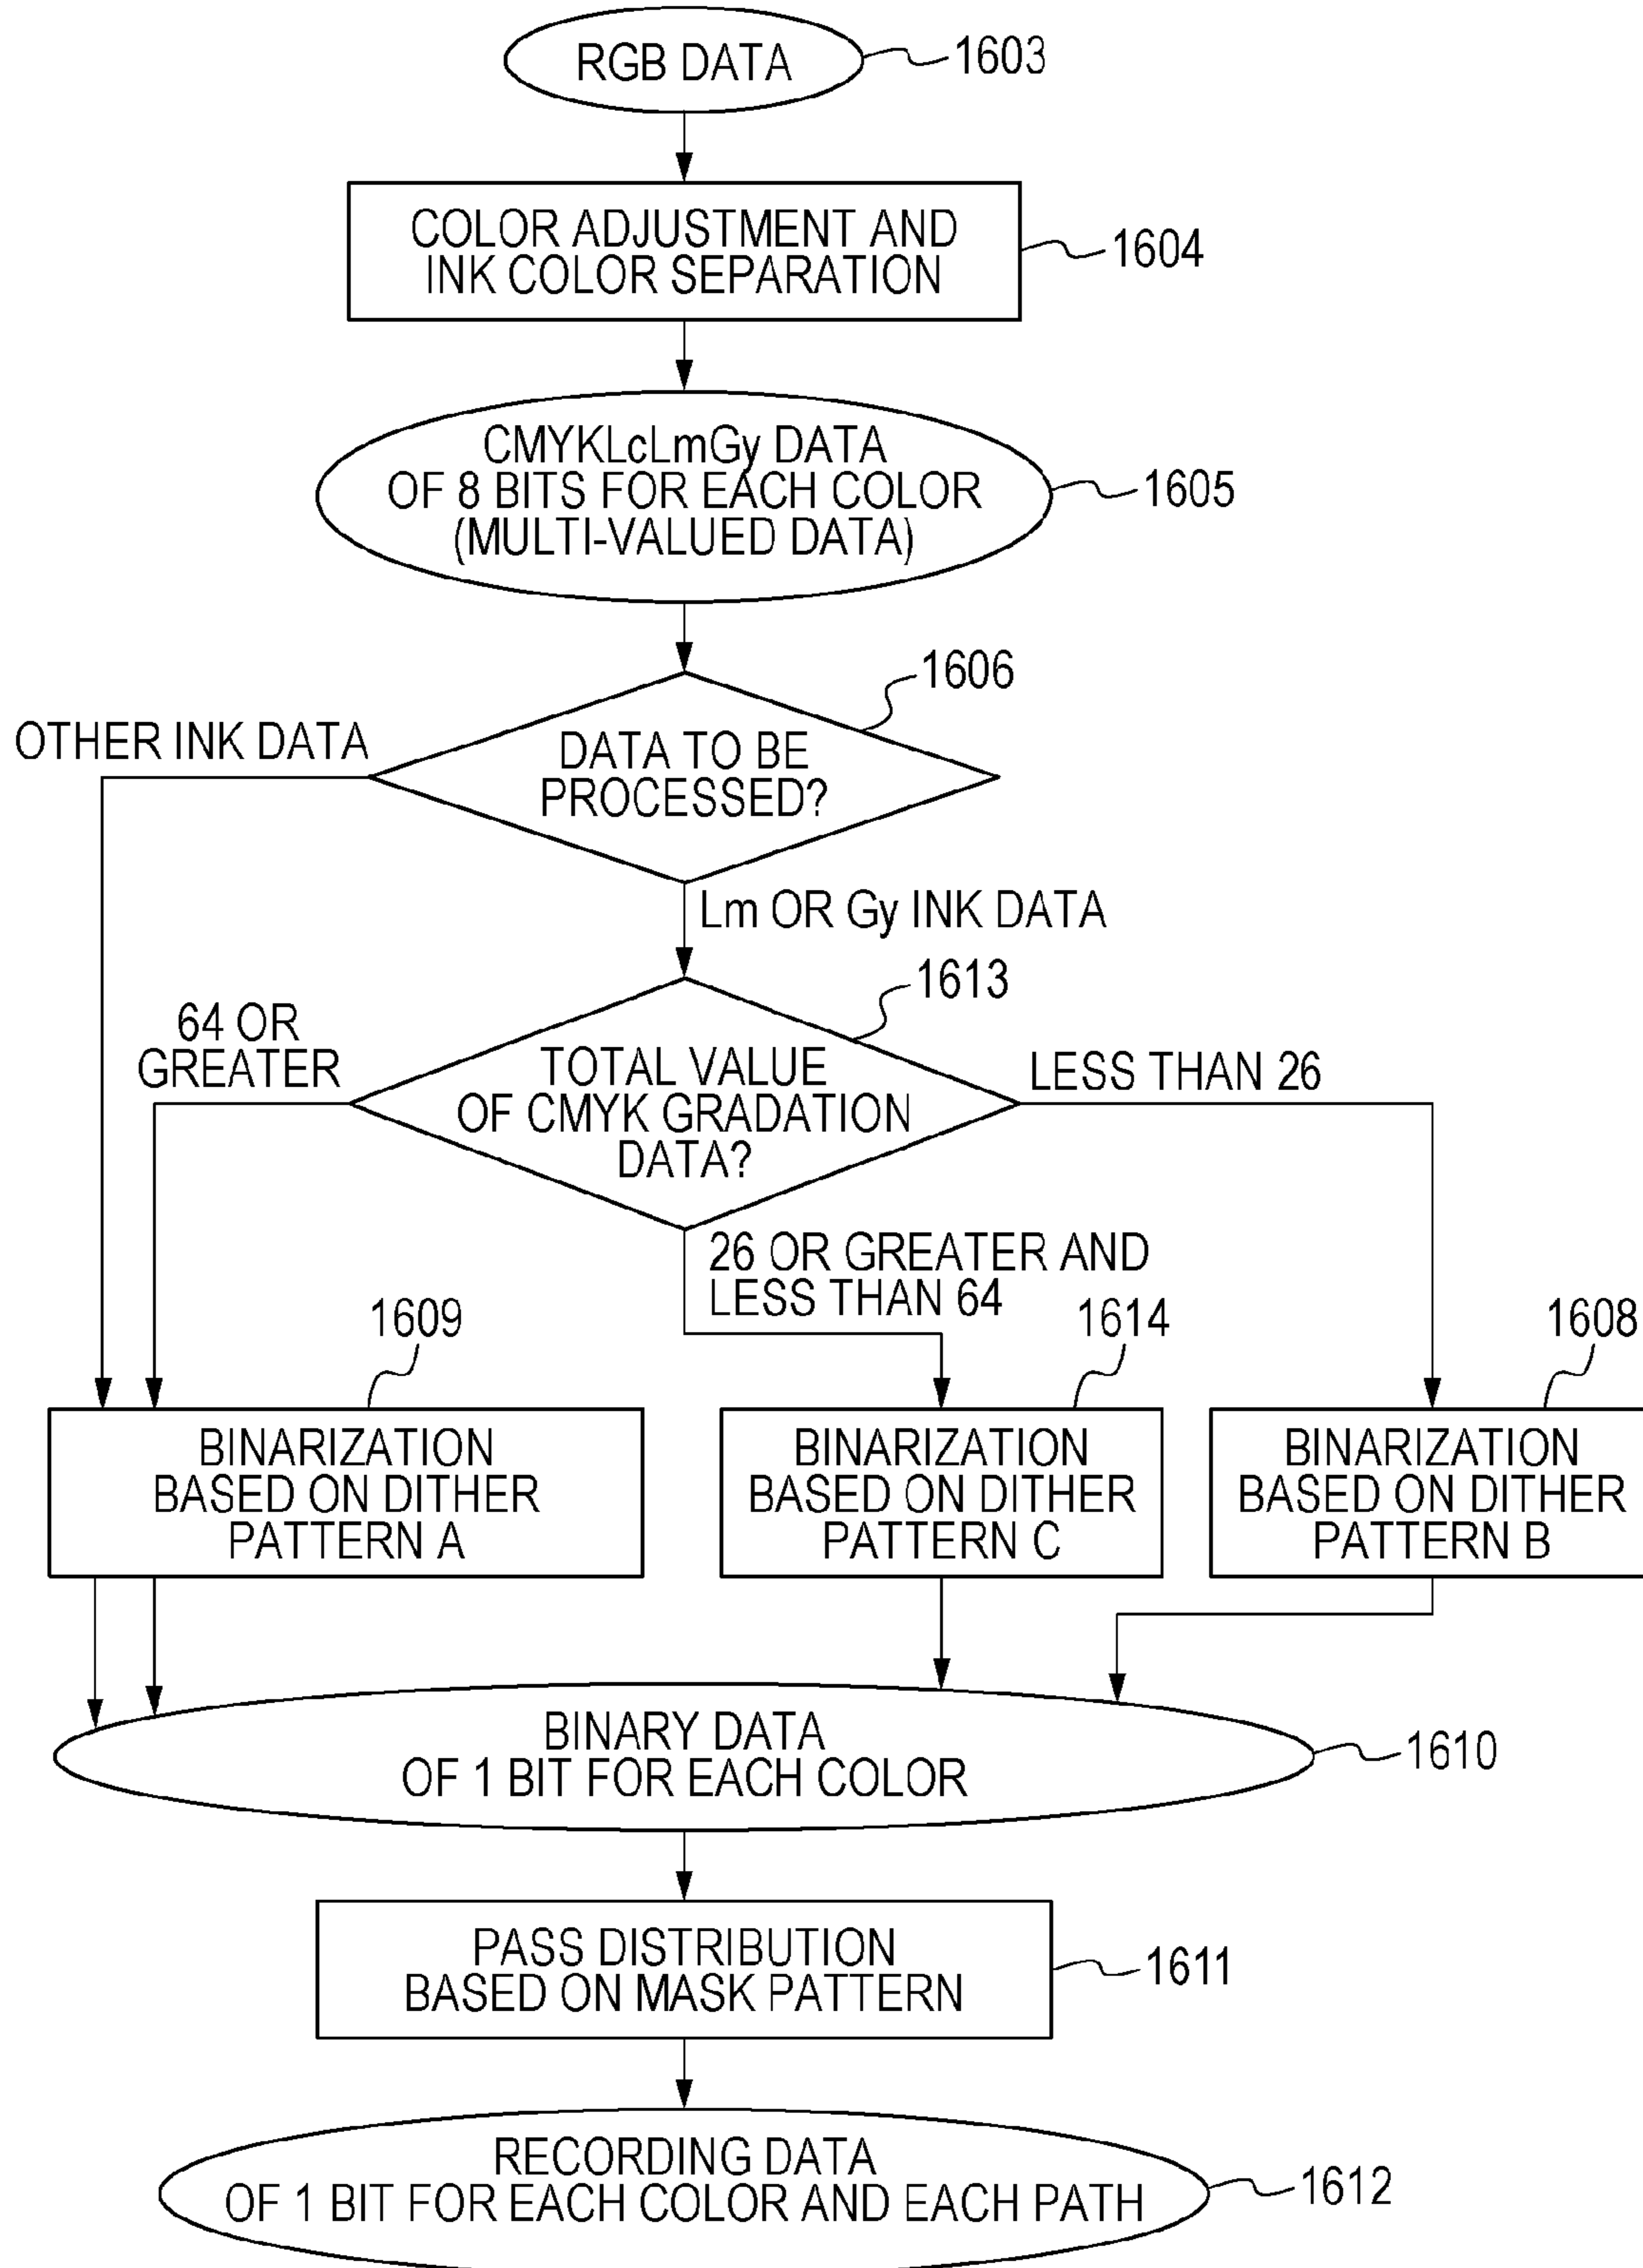 RGB DATA
1603
COLOR ADJUSTMENT AND
INK COLOR SEPARATION
1604
CMYKLcLmGy DATA
OF 8 BITS FOR EACH COLOR
(MULTI-VALUED DATA)
1605
1606
OTHER INK DATA
DATA TO BE
PROCESSED?
Lm OR Gy INK DATA
1613
64 OR
GREATER
TOTAL VALUE
OF CMYK GRADATION
DATA?
LESS THAN 26
26 OR GREATER AND
LESS THAN 64
1609
1614
1608
BINARIZATION
BASED ON DITHER
PATTERN A
BINARIZATION
BASED ON DITHER
PATTERN C
BINARIZATION
BASED ON DITHER
PATTERN B
BINARY DATA
OF 1 BIT FOR EACH COLOR
1610
PASS DISTRIBUTION
BASED ON MASK PATTERN
1611
RECORDING DATA
OF 1 BIT FOR EACH COLOR AND EACH PATH
1612